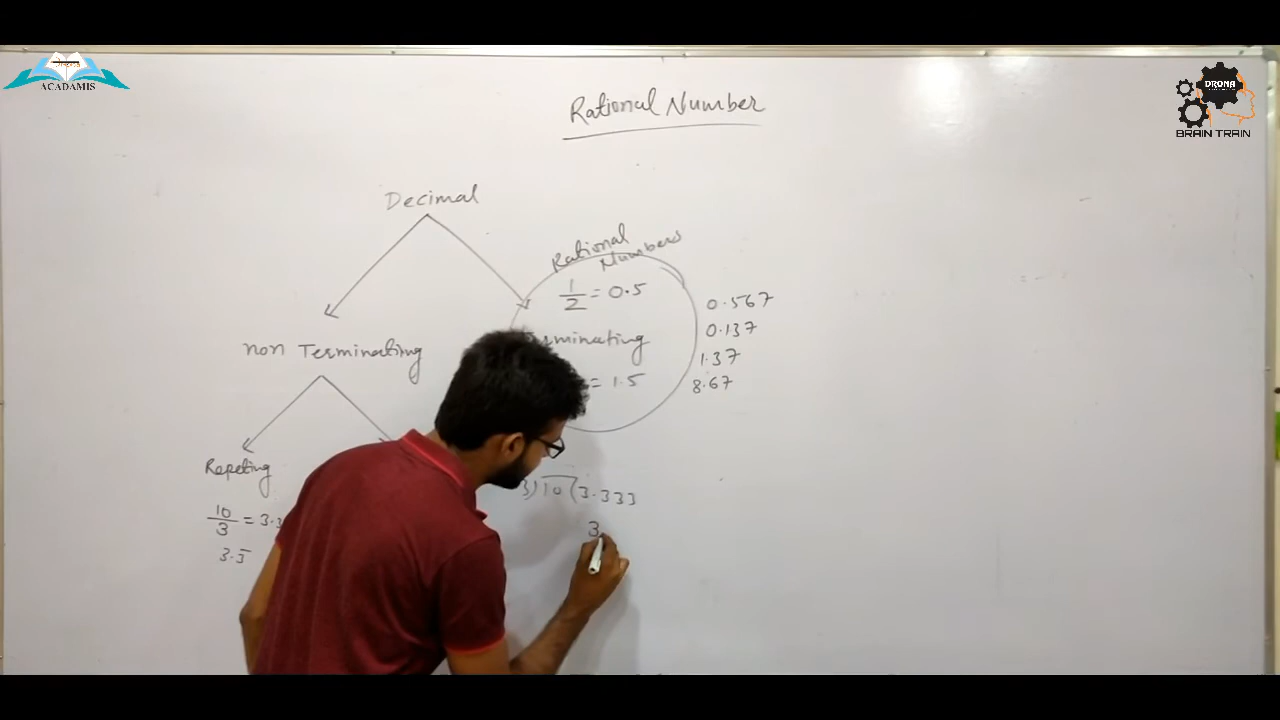 ACADAMIS
DRONA
BRAIN TRAIN
Rational Number
Decimal
Rational
Numbers
1/2 = 0.5
Terminating
= 1.5
0.567
0.137
1.37
8.67
non Terminating
Repeting
10/3 = 3.3
3.3̅
3)10(3.333
3